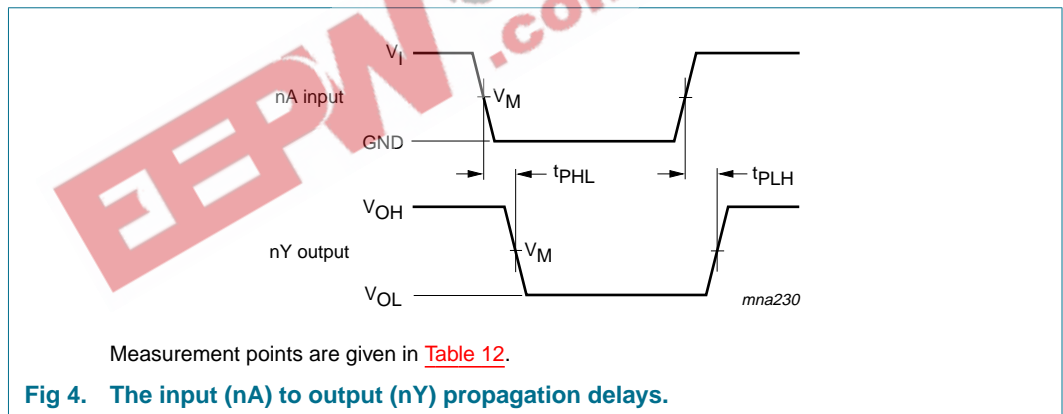 EEPW.com
VI
nA input
VM
GND
tPHL
tPLH
VOH
nY output
VM
VOL
mna230
Measurement points are given in Table 12.
Fig 4. The input (nA) to output (nY) propagation delays.